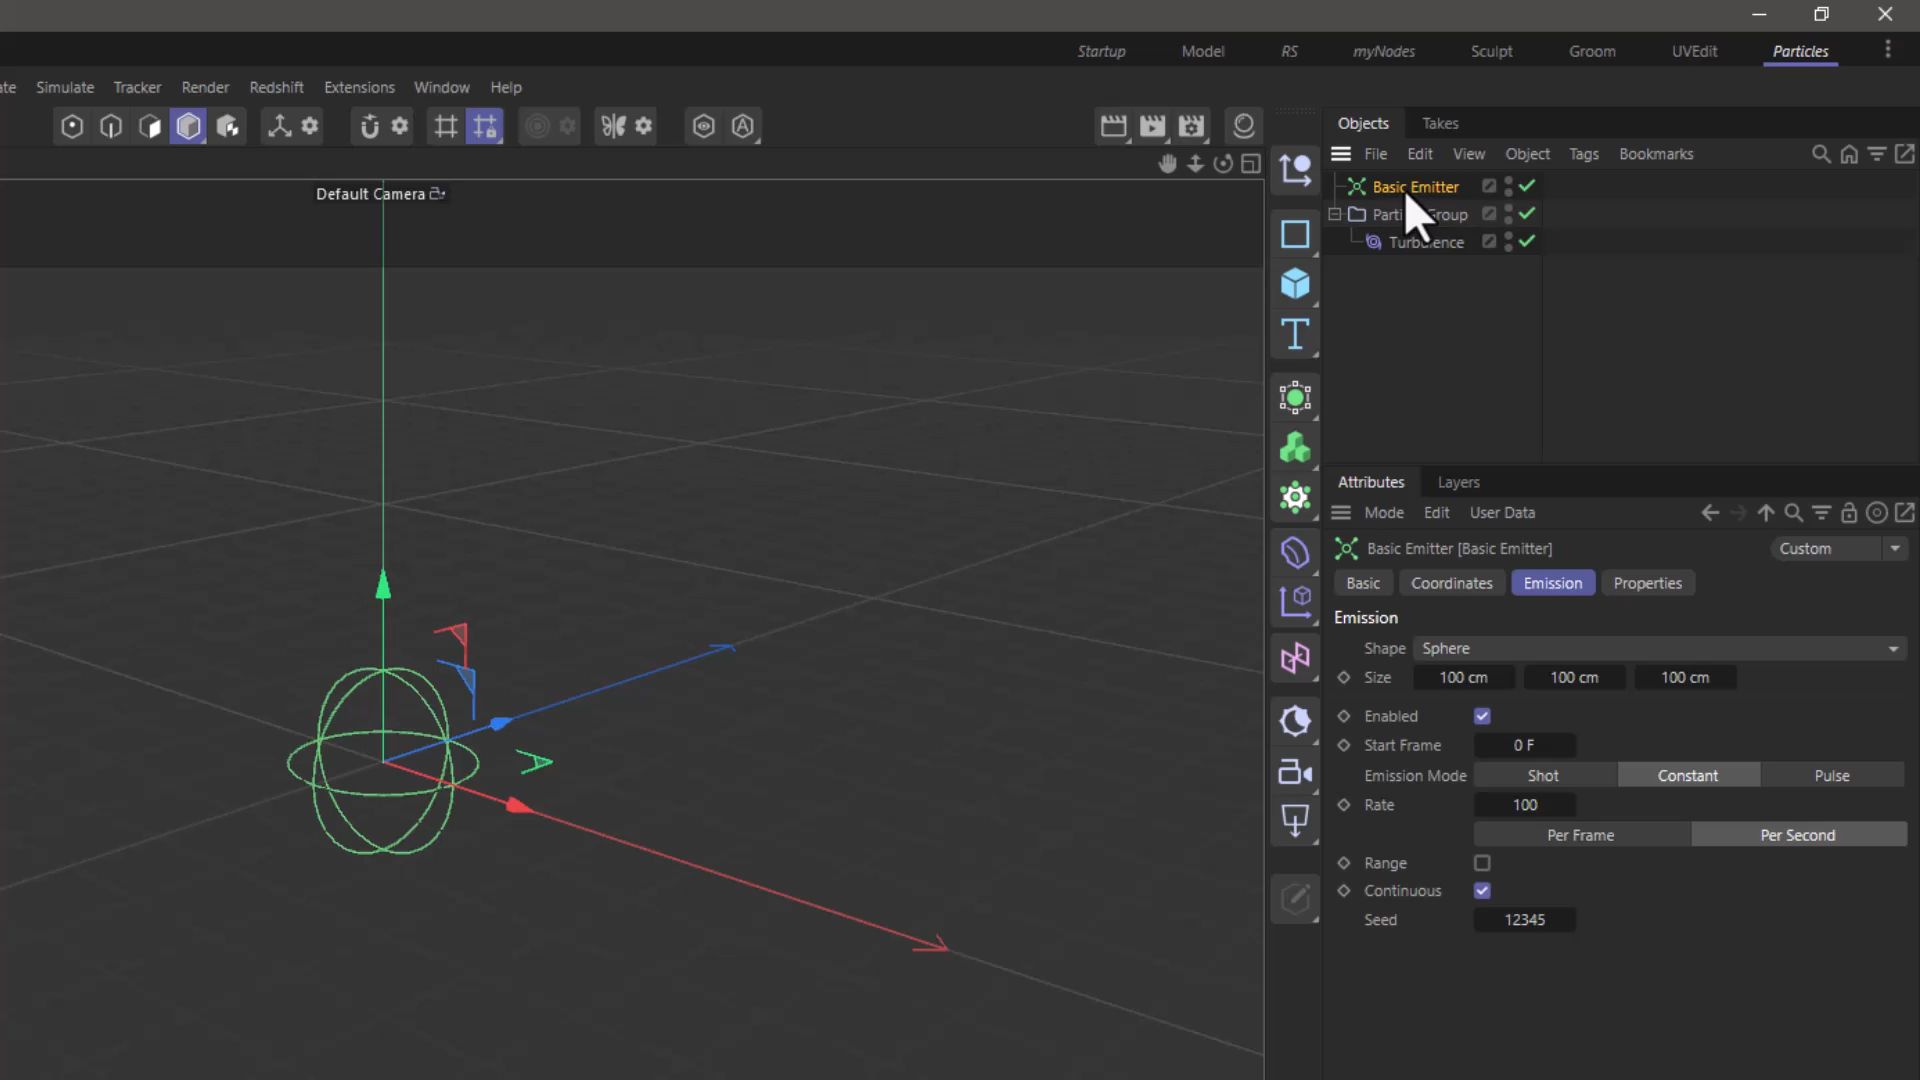 Startup Model RS myNodes Sculpt Groom UVEdit Particles
Simulate Tracker Render Redshift Extensions Window Help
Objects Takes
File Edit View Object Tags Bookmarks
Default Camera
Basic Emitter
Group
Attributes Layers
Mode Edit User Data
Basic Emitter [Basic Emitter]
Custom
Basic Coordinates Emission Properties
Emission
Shape Sphere
Size 100 cm 100 cm 100 cm
Enabled
Start Frame 0 F
Emission Mode Shot Constant Pulse
Rate 100
Per Frame Per Second
Range
Continuous
Seed 12345